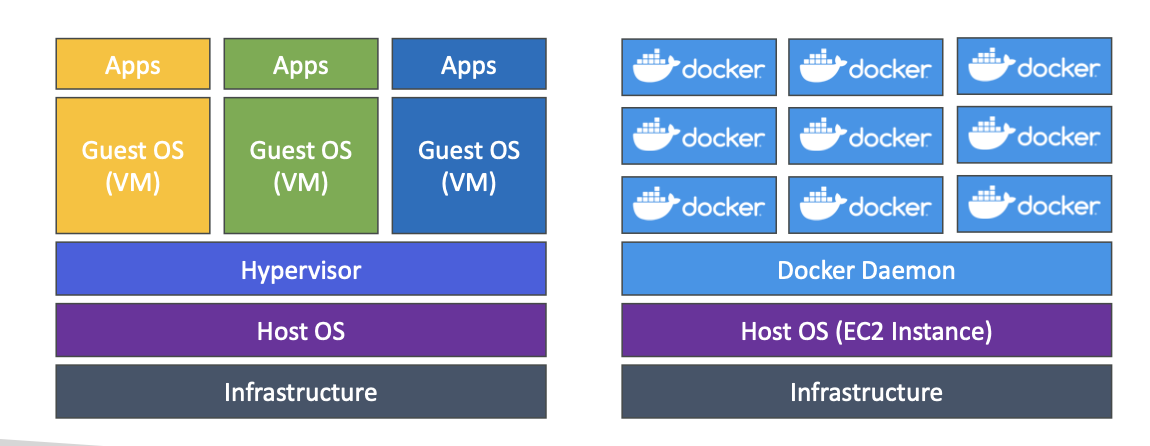 Apps
Apps
Apps
Guest OS
(VM)
Guest OS
(VM)
Guest OS
(VM)
Hypervisor
Host OS
Infrastructure
docker
docker
docker
docker
docker
docker
docker
docker
docker
Docker Daemon
Host OS (EC2 Instance)
Infrastructure